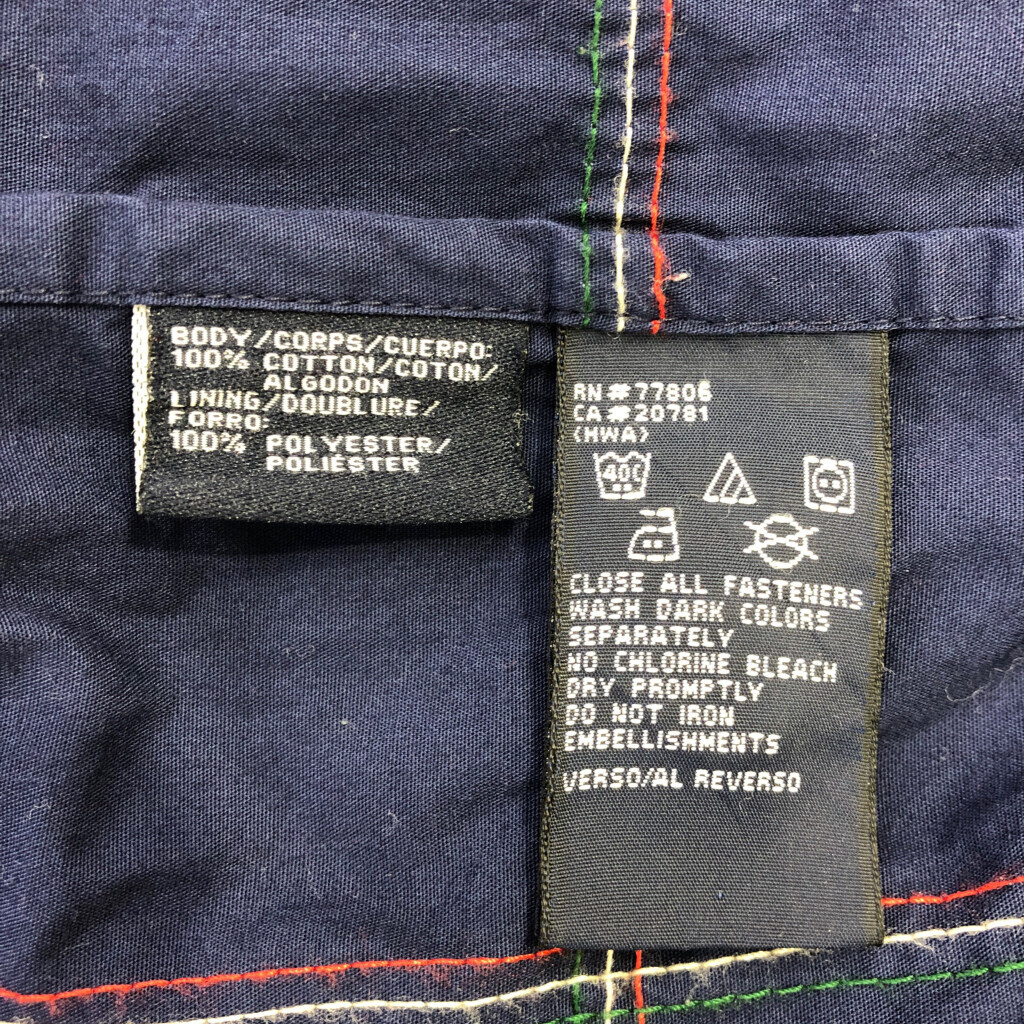 BODY/CORPS/CUERPO:
100% COTTON/COTON/
ALGODON
LINING/DOUBLURE/
FORRO:
100% POLYESTER/
POLIÉSTER
RN#77806
CA#20781
(HWA)
40C
CLOSE ALL FASTENERS
WASH DARK COLORS
SEPARATELY
NO CHLORINE BLEACH
DRY PROMPTLY
DO NOT IRON
EMBELLISHMENTS
VERSO/AL REVERSO